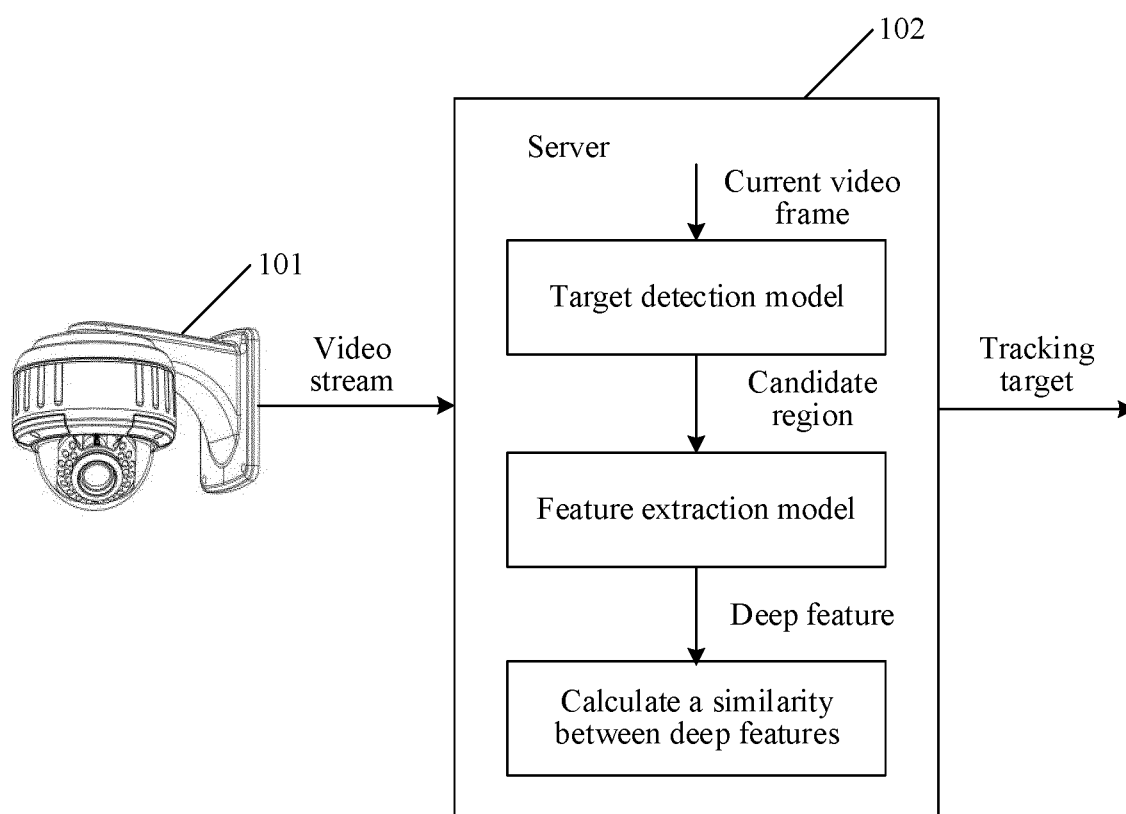 102
Server
Current video
frame
101
Target detection model
Video
stream
Tracking
target
Candidate
region
Feature extraction model
Deep feature
Calculate a similarity
between deep features